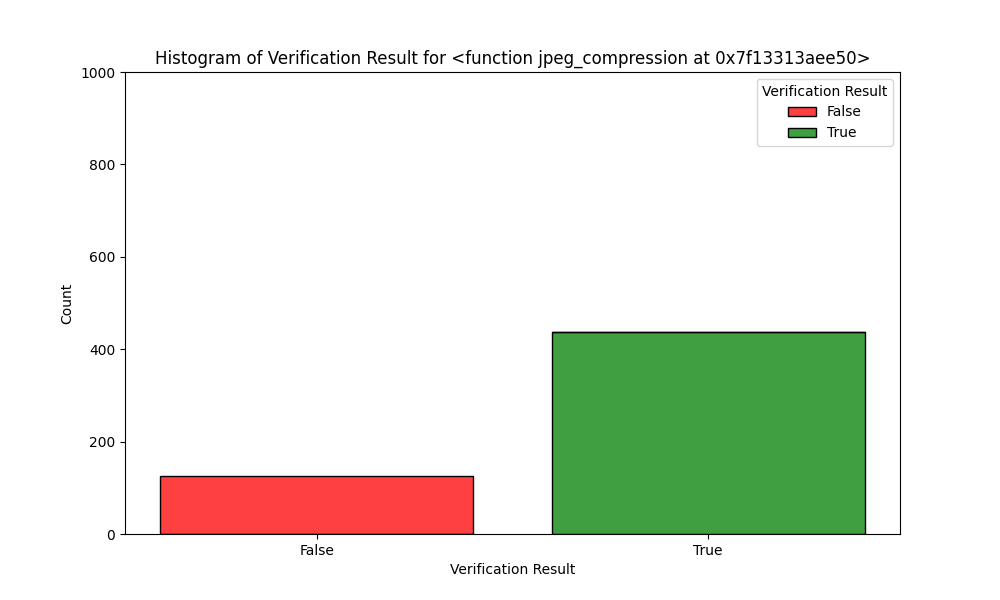 Histogram of Verification Result for <function jpeg_compression at 0x7f13313aee50>
1000
800
600
400
200
0
Count
Verification Result
False
True
False
True
Verification Result